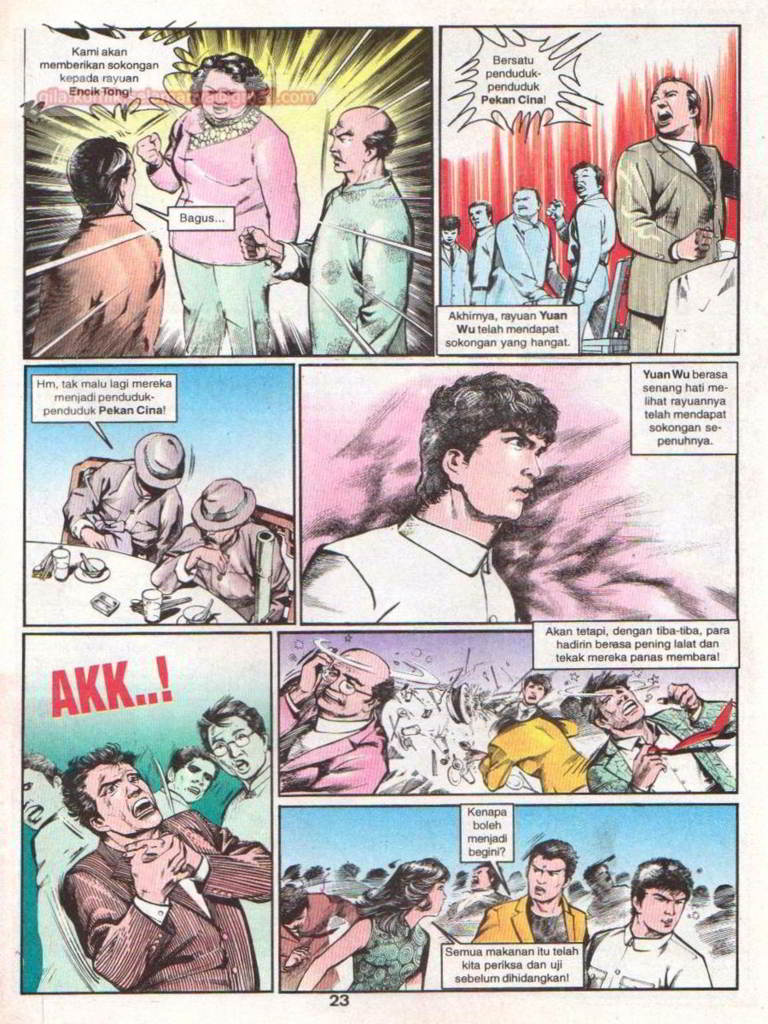 Kami akan
memberikan sokongan
kepada rayuan
Encik Tong!
Bagus...
Bersatu
penduduk-
penduduk
Pekan Cina!
Akhirnya, rayuan Yuan
Wu telah mendapat
sokongan yang hangat.
Hm, tak malu lagi mereka
menjadi penduduk-
penduduk Pekan Cina!
Yuan Wu berasa
senang hati me-
lihat rayuannya
telah mendapat
sokongan se-
penuhnya.
AKK..!
Akan tetapi, dengan tiba-tiba, para
hadirin berasa pening lalat dan
tekak mereka panas membara!
Kenapa
boleh
menjadi
begini?
Semua makanan itu telah
kita periksa dan uji
sebelum dihidangkan!
23